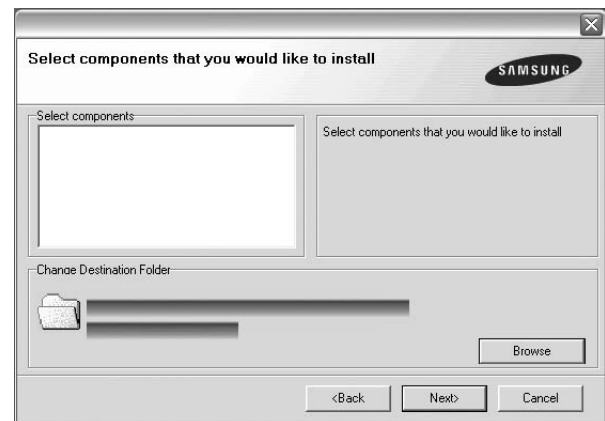 Select components that you would like to install
SAMSUNG
Select components
Select components that you would like to install
Change Destination Folder
Browse
<Back
Next>
Cancel